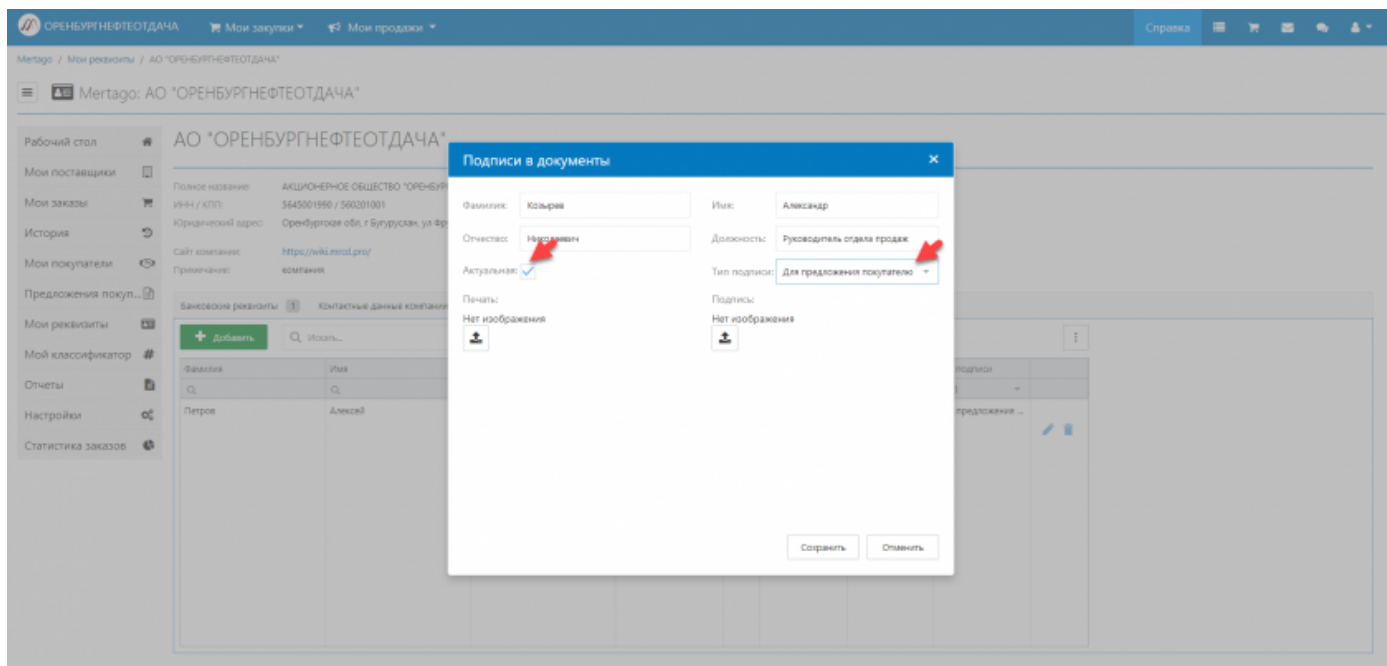 ОРЕНБУРГНЕФТЕОТДАЧА Мои закупки Мои продажи Справка
Mertago / Мои реквизиты / АО "ОРЕНБУРГНЕФТЕОТДАЧА"
Mertago: АО "ОРЕНБУРГНЕФТЕОТДАЧА"
Рабочий стол
Мои поставщики
Мои заказы
История
Мои покупатели
Предложения покуп...
Мои реквизиты
Мой классификатор
Отчеты
Настройки
Статистика заказов
АО "ОРЕНБУРГНЕФТЕОТДАЧА"
Полное название: АКЦИОНЕРНОЕ ОБЩЕСТВО "ОРЕНБУР
ИНН / КПП: 5645001990 / 560201001
Юридический адрес: Оренбургская обл, г Бугуруслан, ул
Сайт компании: https://wiki.mrcd.pro/
Примечание: компания
Банковские реквизиты 1 Контактные данные компании
Добавить Искать...
Фамилия Имя подписи
Петров Алексей предложения ...
Подписи в документы
Фамилия: Козырев Имя: Александр
Отчество: Николаевич Должность: Руководитель отдела продаж
Актуальная: Тип подписи: Для предложения покупателю
Печать: Подпись:
Нет изображения Нет изображения
Сохранить Отменить